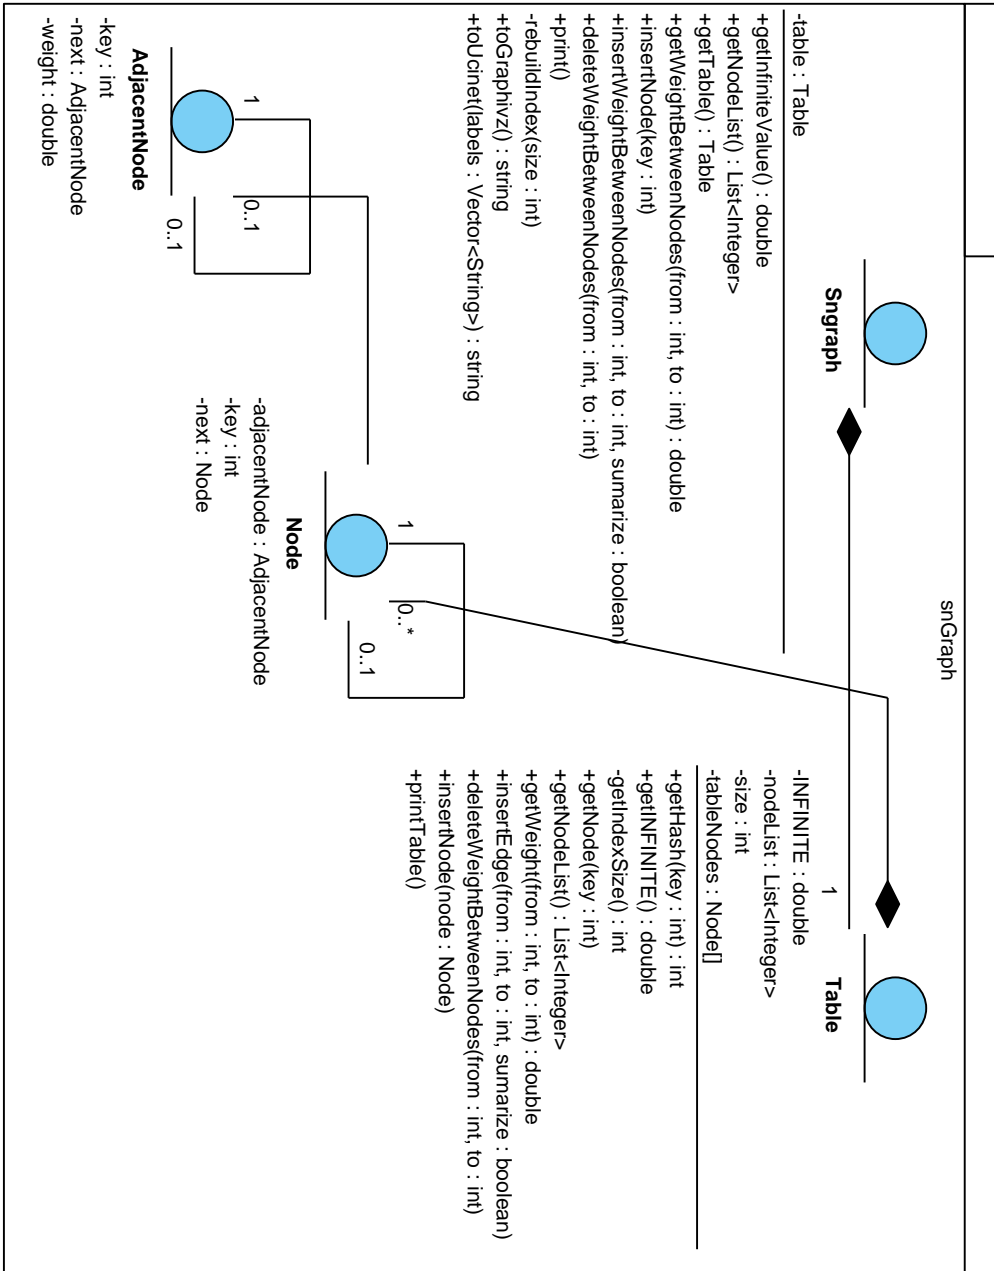 snGraph
Sngraph
-table : Table
+getInfiniteValue() : double
+getNodeList() : List<Integer>
+getTable() : Table
+getWeightBetweenNodes(from : int, to : int) : double
+insertNode(key : int)
+insertWeightBetweenNodes(from : int, to : int, sumarize : boolean)
+deleteWeightBetweenNodes(from : int, to : int)
+print()
-rebuildIndex(size : int)
+toGraphivz() : string
+toUcinet(labels : Vector<String>) : string
1
Table
-INFINITE : double
-nodeList : List<Integer>
-size : int
-tableNodes : Node[]
+getHash(key : int) : int
+getINFINITE() : double
-getIndexSize() : int
+getNode(key : int)
+getNodeList() : List<Integer>
+getWeight(from : int, to : int) : double
+insertEdge(from : int, to : int, sumarize : boolean)
+deleteWeightBetweenNodes(from : int, to : int)
+insertNode(node : Node)
+printTable()
1
0..*
0..1
Node
-adjacentNode : AdjacentNode
-key : int
-next : Node
1
0..1
0..1
AdjacentNode
-key : int
-next : AdjacentNode
-weight : double